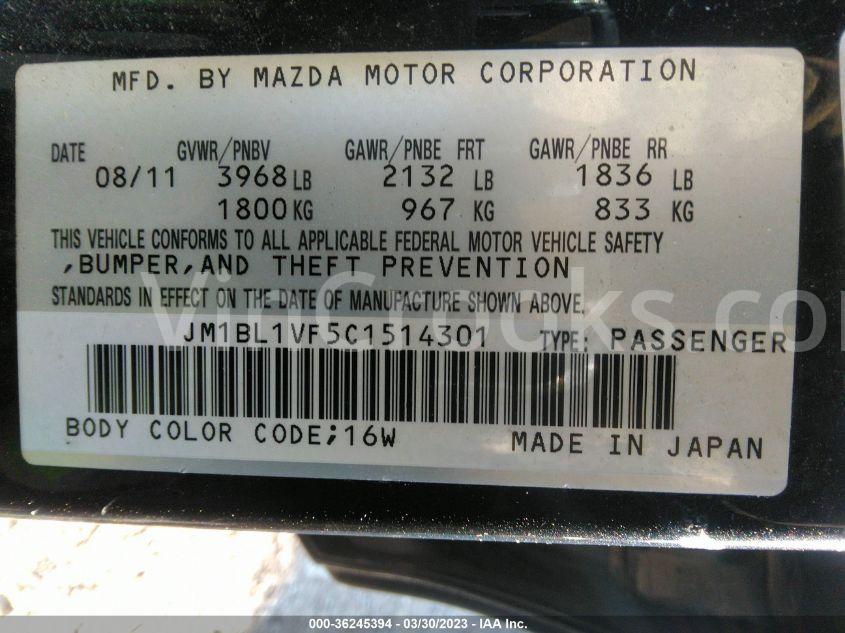 MFD. BY MAZDA MOTOR CORPORATION
DATE GVWR/PNBV GAWR/PNBE FRT GAWR/PNBE RR
08/11 3968 LB 2132 LB 1836 LB
1800 KG 967 KG 833 KG
THIS VEHICLE CONFORMS TO ALL APPLICABLE FEDERAL MOTOR VEHICLE SAFETY
,BUMPER,AND THEFT PREVENTION
STANDARDS IN EFFECT ON THE DATE OF MANUFACTURE SHOWN ABOVE.
JM1BL1VF5C1514301 TYPE: PASSENGER
BODY COLOR CODE;16W MADE IN JAPAN
000-36245394 - 03/30/2023 - IAA Inc.